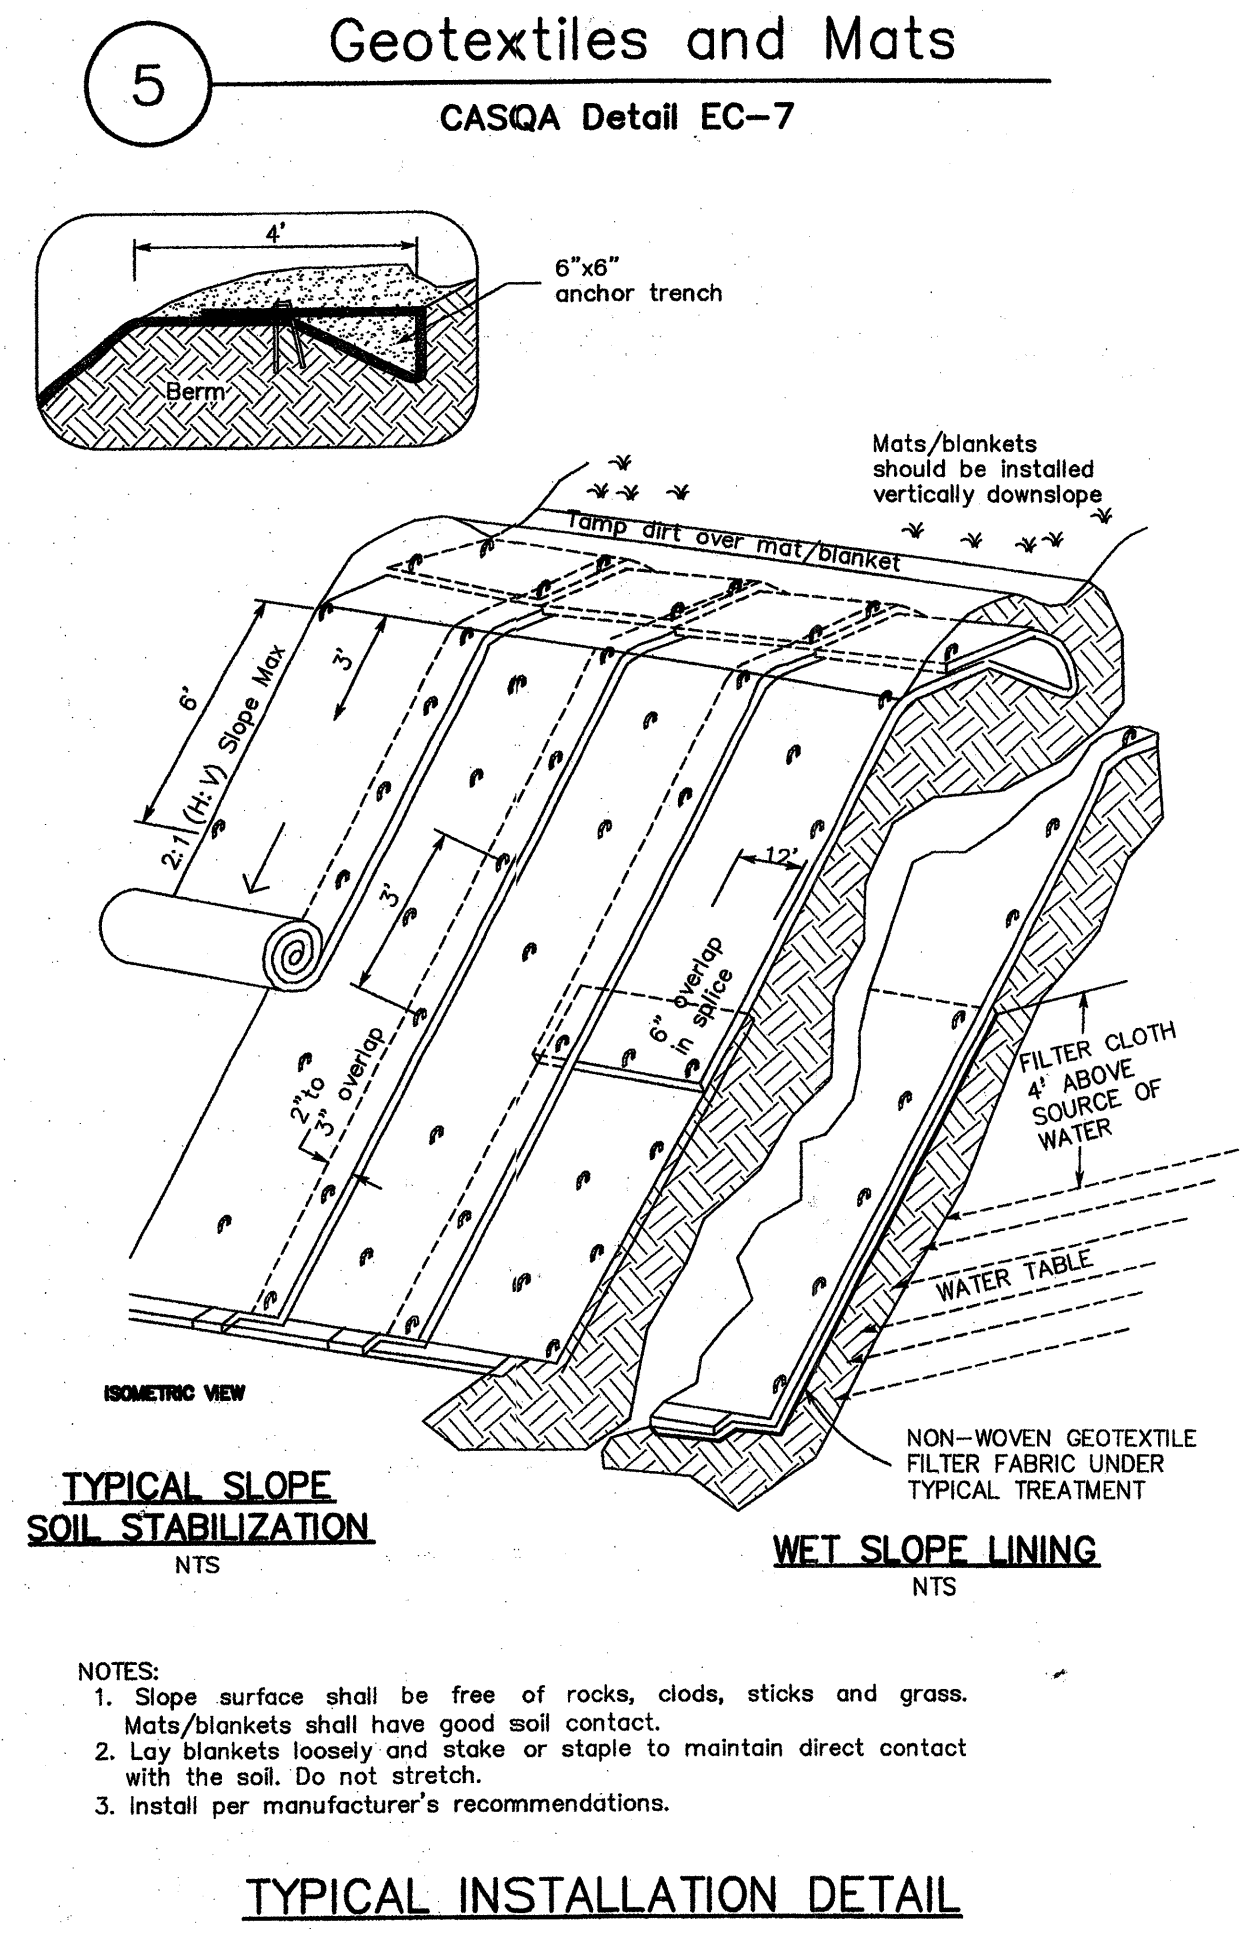 5
Geotextiles and Mats
CASQA Detail EC-7
4'
6"x6"
anchor trench
Berm
Mats/blankets
should be installed
vertically downslope
Tamp dirt over mat/blanket
6'
3'
2:1 (H:V) Slope Max
12'
3'
6" overlap
in splice
2" to
3" overlap
FILTER CLOTH
4' ABOVE
SOURCE OF
WATER
WATER TABLE
ISOMETRIC VIEW
NON-WOVEN GEOTEXTILE
FILTER FABRIC UNDER
TYPICAL TREATMENT
TYPICAL SLOPE
SOIL STABILIZATION
NTS
WET SLOPE LINING
NTS
NOTES:
1. Slope surface shall be free of rocks, clods, sticks and grass.
Mats/blankets shall have good soil contact.
2. Lay blankets loosely and stake or staple to maintain direct contact
with the soil. Do not stretch.
3. Install per manufacturer's recommendations.
TYPICAL INSTALLATION DETAIL